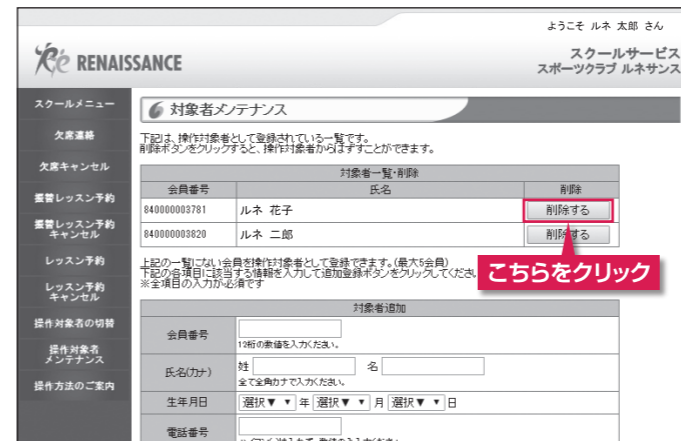 ようこそ ルネ 太郎 さん
RENAISSANCE
スクールサービス
スポーツクラブ ルネサンス
スクールメニュー
欠席連絡
欠席キャンセル
振替レッスン予約
振替レッスン予約
キャンセル
レッスン予約
レッスン予約
キャンセル
操作対象者の切替
操作対象者
メンテナンス
操作方法のご案内
対象者メンテナンス
下記は、操作対象者として登録されている一覧です。
削除ボタンをクリックすると、操作対象者からはずすことができます。
対象者一覧・削除
会員番号 氏名 削除
840000003781 ルネ 花子 削除する
840000003820 ルネ 二郎 削除する
こちらをクリック
上記の一覧にない会員を操作対象者として登録できます。(最大5会員)
下記の各項目に該当する情報を入力して追加登録ボタンをクリックしてくださ
※全項目の入力が必須です
対象者追加
会員番号
12桁の数値を入力ください。
氏名(カナ) 姓 名
全て全角カナで入力ください。
生年月日 選択▼ ▼ 年 選択▼ ▼ 月 選択▼ ▼ 日
電話番号